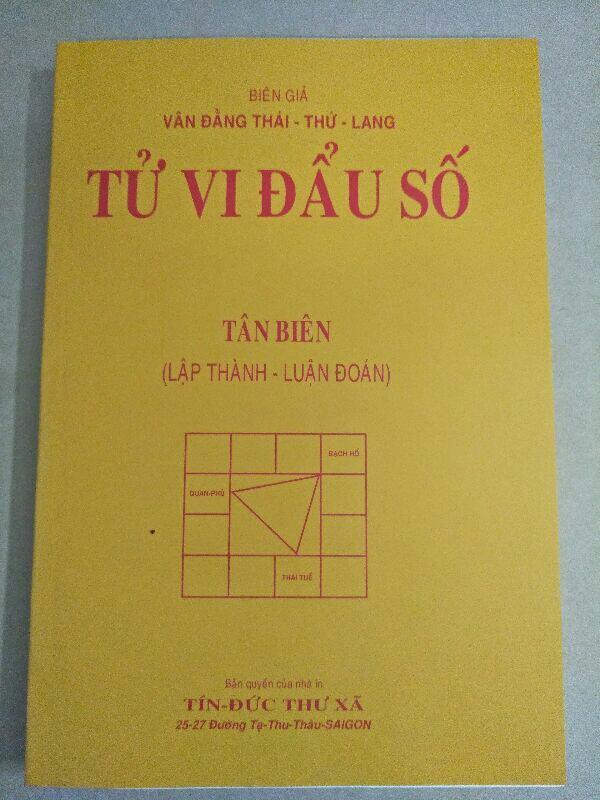 BIÊN GIẢ
VÂN ĐẰNG THÁI - THỨ - LANG
TỬ VI ĐẨU SỐ
TÂN BIÊN
(LẬP THÀNH - LUẬN ĐOÁN)
BẠCH HỔ
QUAN-PHÙ
THÁI TUẾ
Bản quyền của nhà in
TÍN-ĐỨC THƯ XÃ
25-27 Đường Tạ-Thu-Thâu-SAIGON